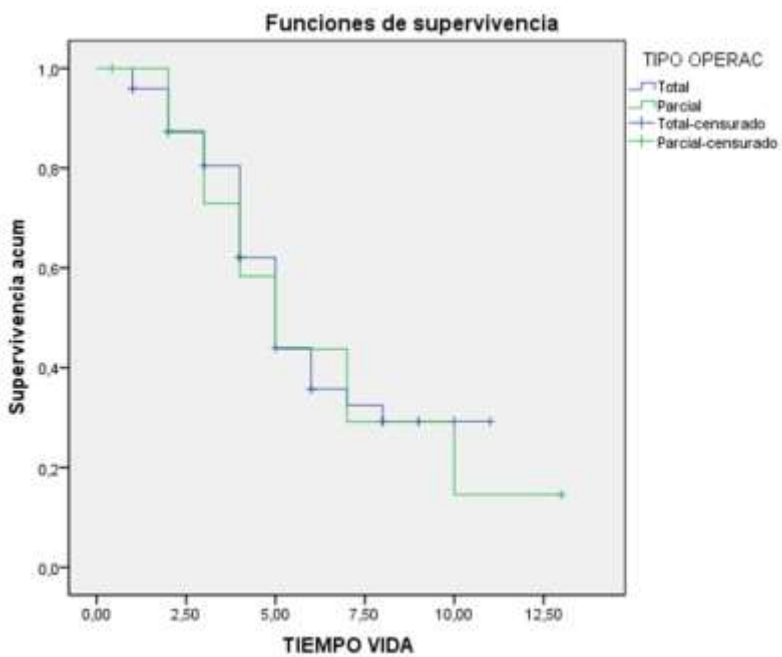 Funciones de supervivencia
TIPO OPERAC
Total
Parcial
Total-censurado
Parcial-censurado
Supervivencia acum
1,0
0,8
0,6
0,4
0,2
0,0
0,00 2,50 5,00 7,50 10,00 12,50
TIEMPO VIDA